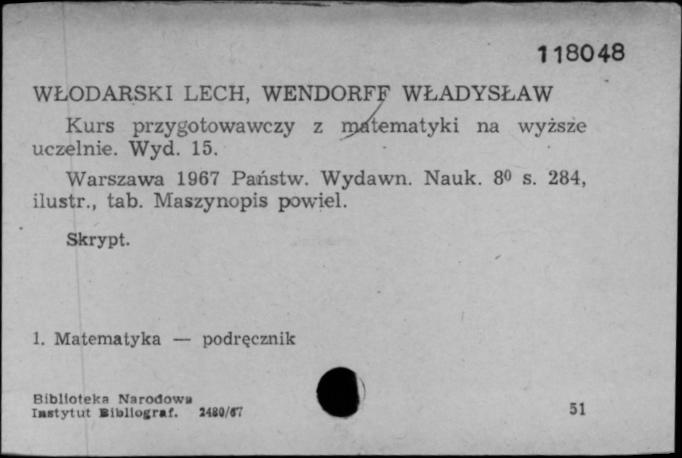 118048
WŁODARSKI LECH, WENDORFF WŁADYSŁAW
Kurs przygotowawczy z matematyki na wyższe
uczelnie. Wyd. 15.
Warszawa 1967 Państw. Wydawn. Nauk. 8⁰ s. 284,
ilustr., tab. Maszynopis powiel.
Skrypt.
1. Matematyka — podręcznik
Biblioteka Narodowa
Instytut Bibliograf. 2480/67
51